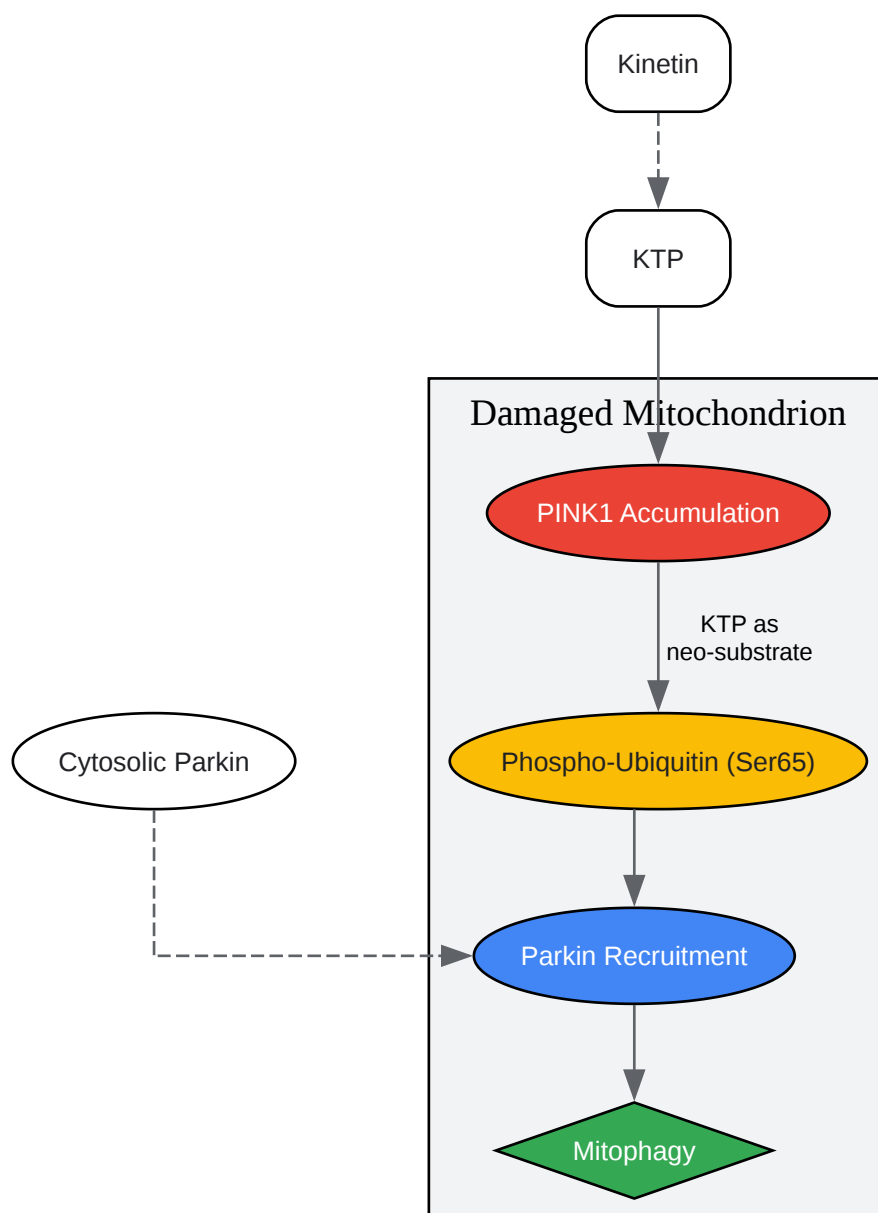 Kinetin
KTP
Damaged Mitochondrion
PINK1 Accumulation
KTP as
neo-substrate
Cytosolic Parkin
Phospho-Ubiquitin (Ser65)
Parkin Recruitment
Mitophagy